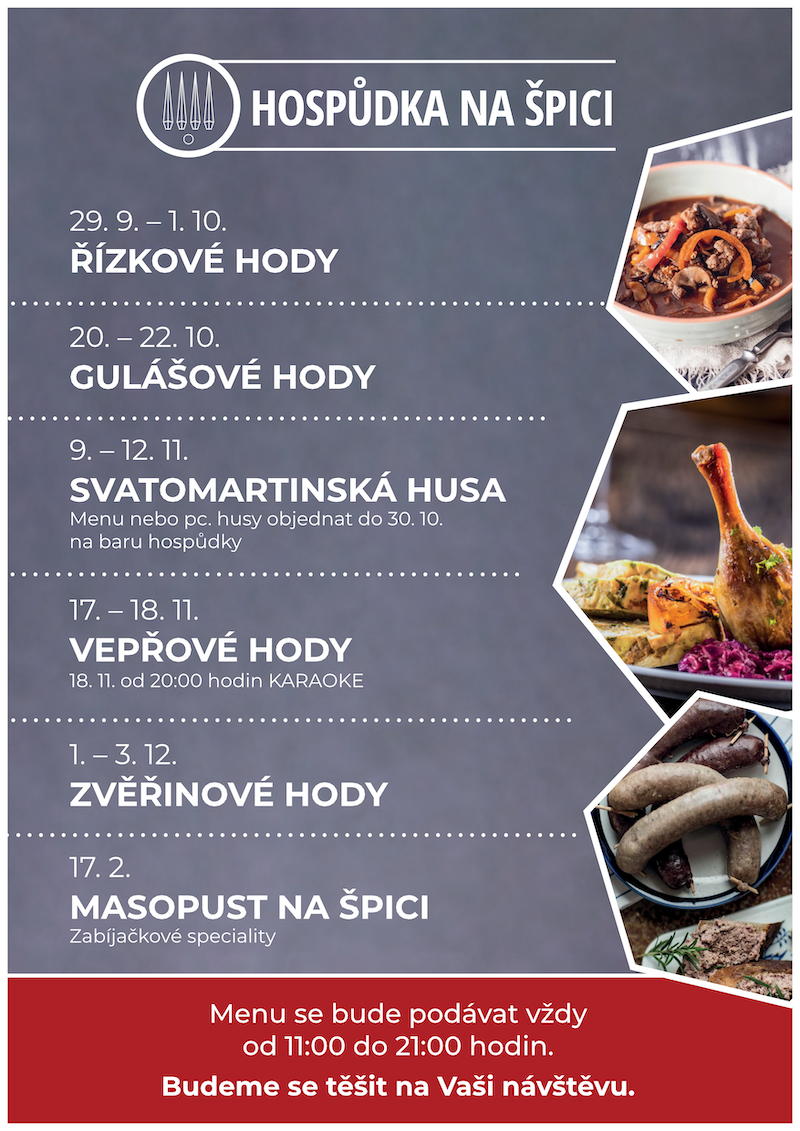 HOSPŮDKA NA ŠPICI
29. 9. – 1. 10.
ŘÍZKOVÉ HODY
20. – 22. 10.
GULÁŠOVÉ HODY
9. – 12. 11.
SVATOMARTINSKÁ HUSA
Menu nebo pc. husy objednat do 30. 10.
na baru hospůdky
17. – 18. 11.
VEPŘOVÉ HODY
18. 11. od 20:00 hodin KARAOKE
1. – 3. 12.
ZVĚŘINOVÉ HODY
17. 2.
MASOPUST NA ŠPICI
Zabíjačkové speciality
Menu se bude podávat vždy
od 11:00 do 21:00 hodin.
Budeme se těšit na Vaši návštěvu.